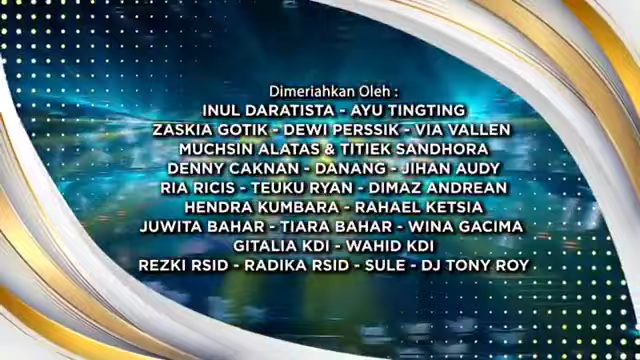 Dimeriahkan Oleh :
INUL DARATISTA - AYU TINGTING
ZASKIA GOTIK - DEWI PERSSIK - VIA VALLEN
MUCHSIN ALATAS & TITIEK SANDHORA
DENNY CAKNAN - DANANG - JIHAN AUDY
RIA RICIS - TEUKU RYAN - DIMAZ ANDREAN
HENDRA KUMBARA - RAHAEL KETSIA
JUWITA BAHAR - TIARA BAHAR - WINA GACIMA
GITALIA KDI - WAHID KDI
REZKI RSID - RADIKA RSID - SULE - DJ TONY ROY